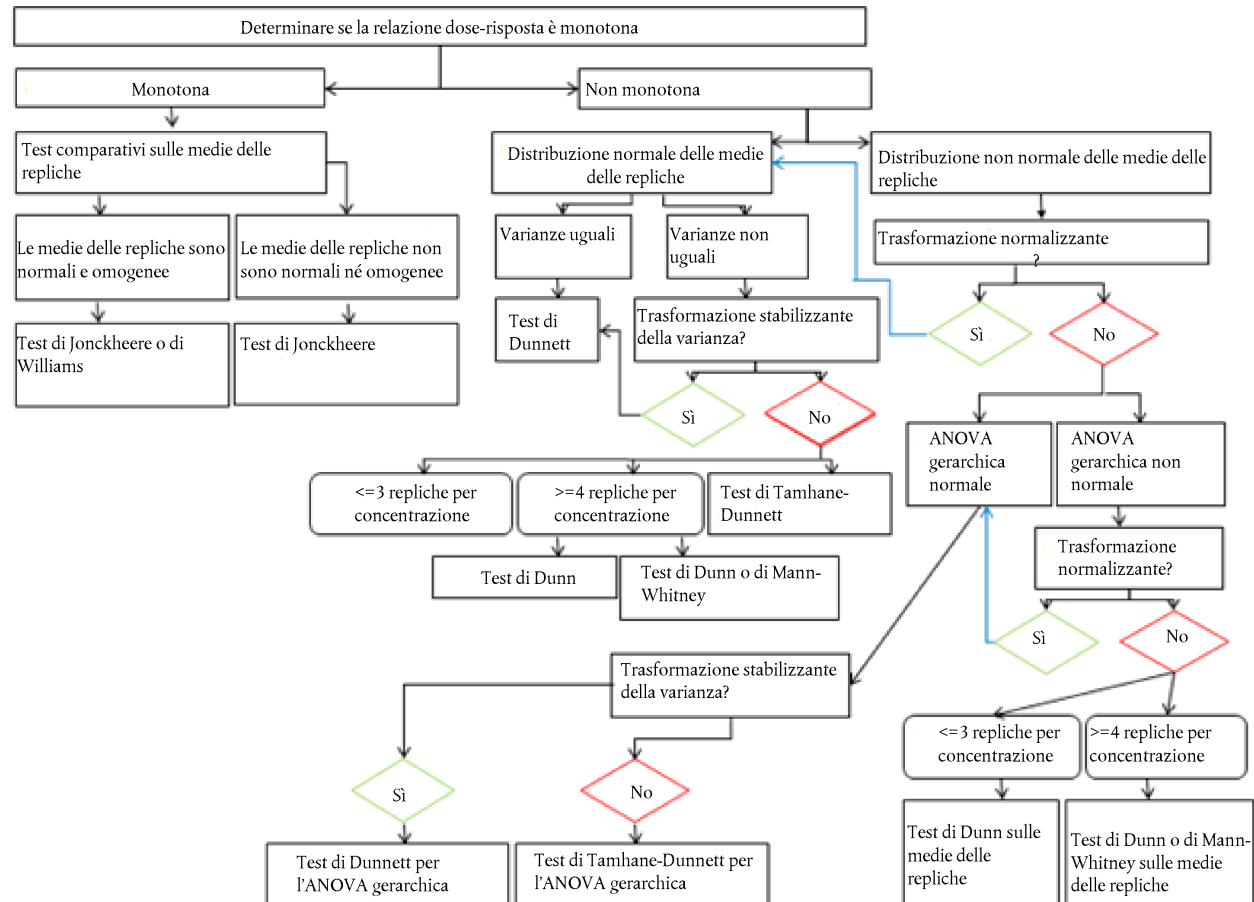 Determinare se la relazione dose-risposta è monotona
Monotona
Non monotona
Test comparativi sulle medie delle
repliche
Distribuzione normale delle medie
delle repliche
Distribuzione non normale delle medie delle
repliche
Le medie delle repliche sono
normali e omogenee
Le medie delle repliche non
sono normali né omogenee
Varianze uguali
Varianze non
uguali
Trasformazione normalizzante
?
Test di Jonckheere o di
Williams
Test di Jonckheere
Test di
Dunnett
Trasformazione stabilizzante
della varianza?
Sì
No
Sì
No
ANOVA
gerarchica
normale
ANOVA
gerarchica non
normale
<=3 repliche per
concentrazione
>=4 repliche per
concentrazione
Test di Tamhane-
Dunnett
Test di Dunn
Test di Dunn o di Mann-
Whitney
Trasformazione
normalizzante?
Sì
No
Trasformazione stabilizzante
della varianza?
<=3 repliche per
concentrazione
>=4 repliche per
concentrazione
Sì
No
Test di Dunn sulle
medie delle
repliche
Test di Dunn o di Mann-
Whitney sulle medie
delle repliche
Test di Dunnett per
l'ANOVA gerarchica
Test di Tamhane-Dunnett per
l'ANOVA gerarchica